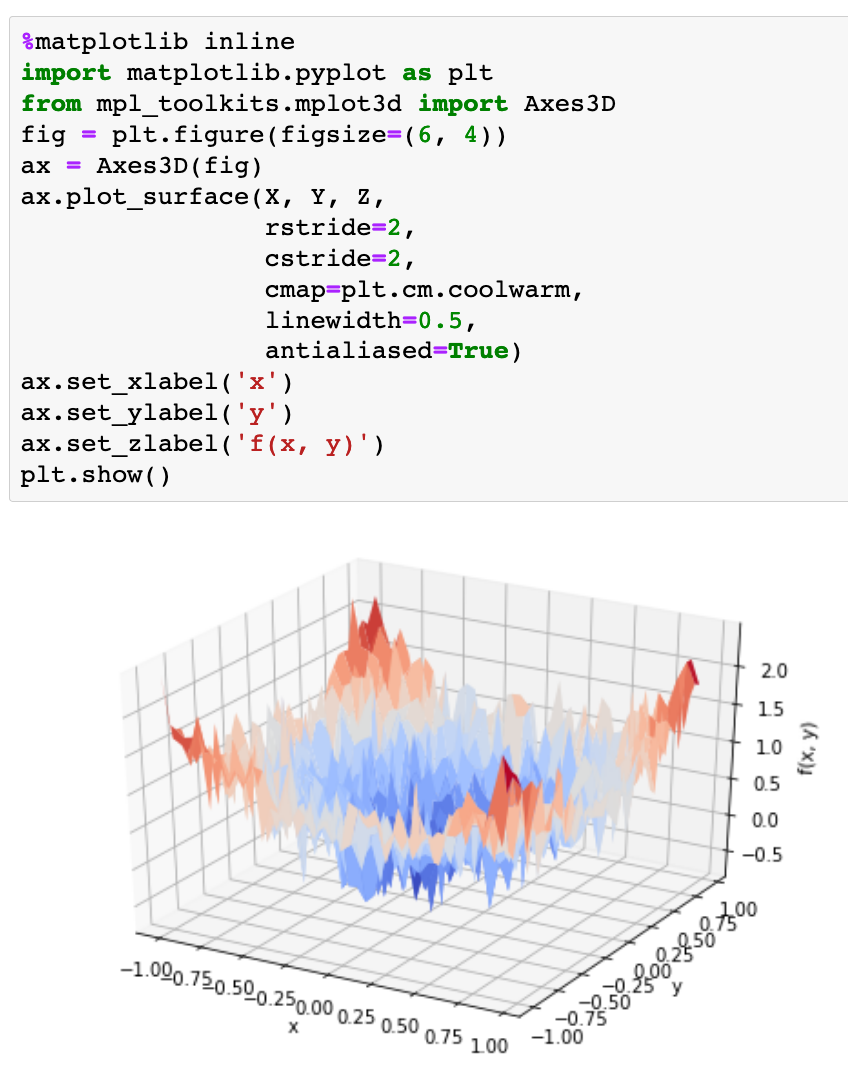 %matplotlib inline
import matplotlib.pyplot as plt
from mpl_toolkits.mplot3d import Axes3D
fig = plt.figure(figsize=(6, 4))
ax = Axes3D(fig)
ax.plot_surface(X, Y, Z,
                rstride=2,
                cstride=2,
                cmap=plt.cm.coolwarm,
                linewidth=0.5,
                antialiased=True)
ax.set_xlabel('x')
ax.set_ylabel('y')
ax.set_zlabel('f(x, y)')
plt.show()
2.0
1.5
1.0
0.5
0.0
−0.5
f(x, y)
−1.00
−0.75
−0.50
−0.25
0.00
0.25
0.50
0.75
1.00
x
−1.00
−0.75
−0.50
−0.25
0.00
0.25
0.50
0.75
1.00
y